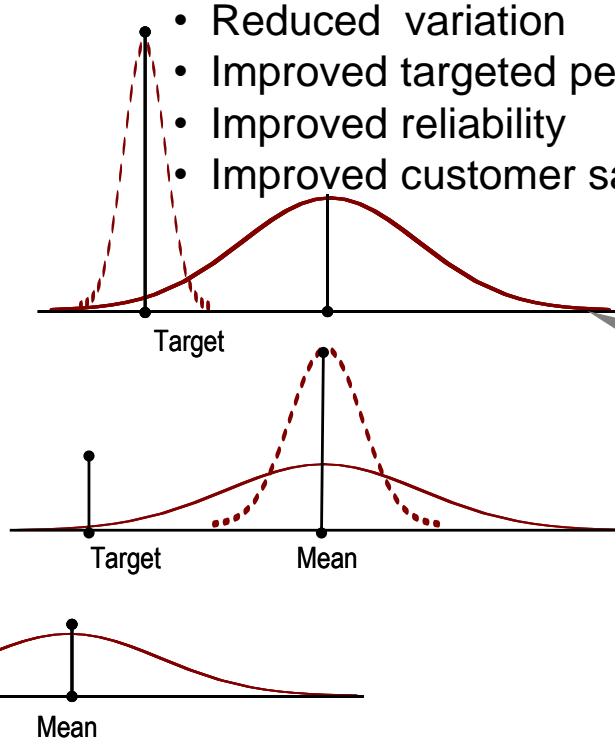 • Reduced variation
• Improved targeted pe
• Improved reliability
• Improved customer sa
Target
Target Mean
Mean